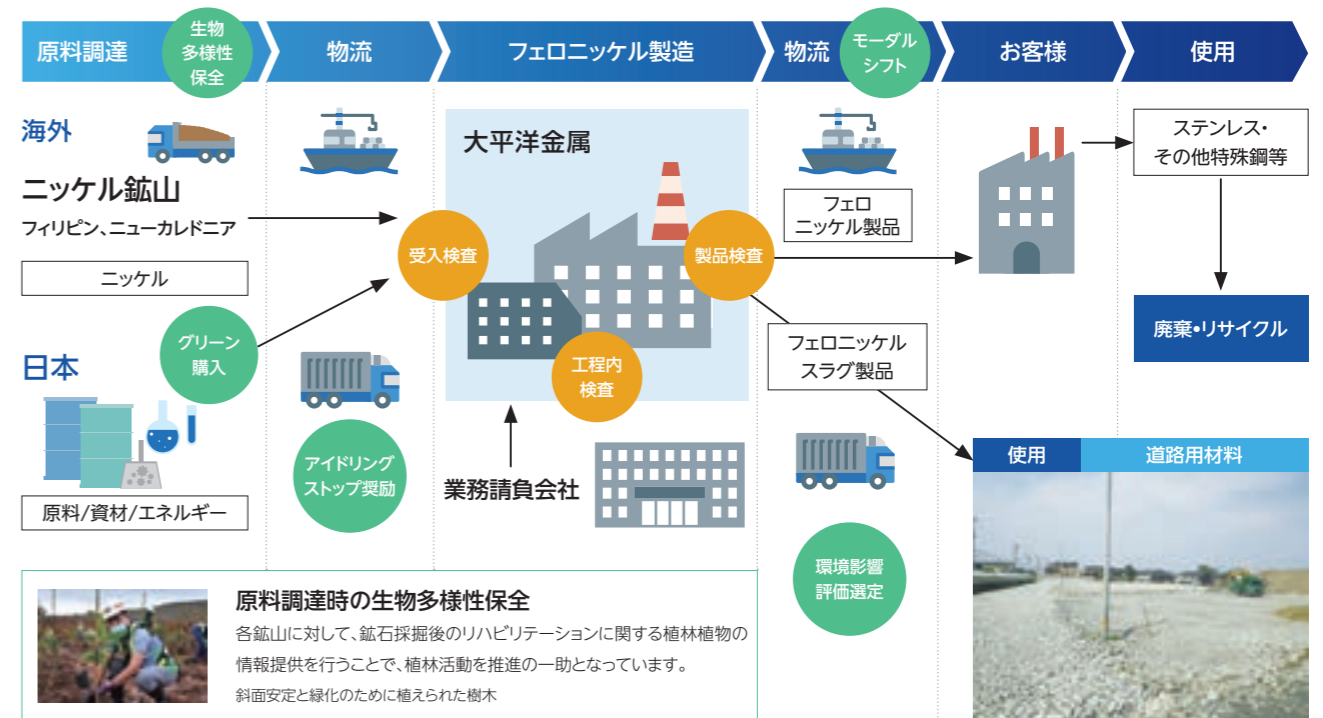 原料調達
生物
多様性
保全
物流
フェロニッケル製造
物流
モーダル
シフト
お客様
使用
海外
ニッケル鉱山
フィリピン、ニューカレドニア
ニッケル
グリーン
購入
日本
原料/資材/エネルギー
アイドリング
ストップ奨励
大平洋金属
受入検査
製品検査
工程内
検査
業務請負会社
フェロ
ニッケル製品
フェロニッケル
スラグ製品
環境影響
評価選定
ステンレス・
その他特殊鋼等
廃棄•リサイクル
使用
道路用材料
原料調達時の生物多様性保全
各鉱山に対して、鉱石採掘後のリハビリテーションに関する植林植物の
情報提供を行うことで、植林活動を推進の一助となっています。
斜面安定と緑化のために植えられた樹木